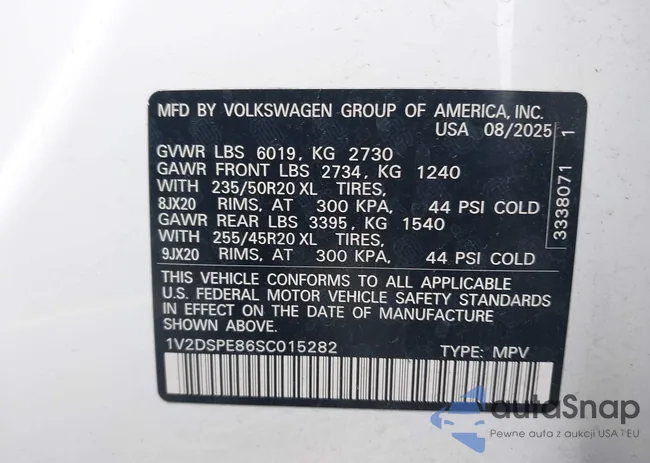 MFD BY VOLKSWAGEN GROUP OF AMERICA, INC.
USA 08/2025
GVWR LBS 6019, KG 2730
GAWR FRONT LBS 2734, KG 1240
WITH 235/50R20 XL TIRES,
8JX20 RIMS, AT 300 KPA, 44 PSI COLD
GAWR REAR LBS 3395, KG 1540
WITH 255/45R20 XL TIRES,
9JX20 RIMS, AT 300 KPA, 44 PSI COLD
THIS VEHICLE CONFORMS TO ALL APPLICABLE
U.S. FEDERAL MOTOR VEHICLE SAFETY STANDARDS
IN EFFECT ON THE DATE OF MANUFACTURE
SHOWN ABOVE
1V2DSPE86SC015282 TYPE: MPV
3338071 1
autoSnap
Pewne auta z aukcji USA i EU